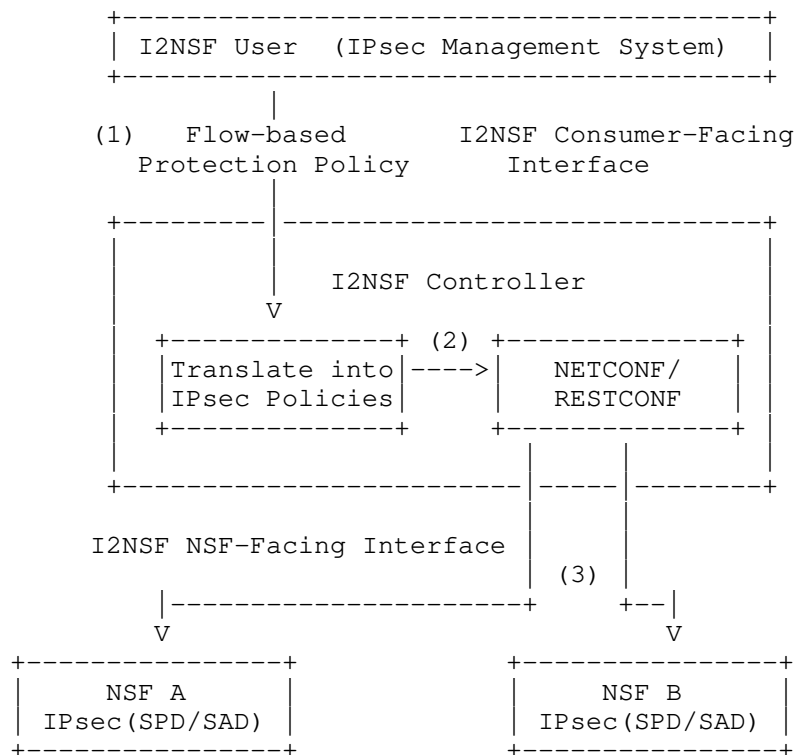 I2NSF User (IPsec Management System)
(1) Flow-based I2NSF Consumer-Facing
Protection Policy Interface
I2NSF Controller
V
(2)
Translate into NETCONF/
IPsec Policies RESTCONF
I2NSF NSF-Facing Interface
(3)
V V
NSF A NSF B
IPsec(SPD/SAD) IPsec(SPD/SAD)